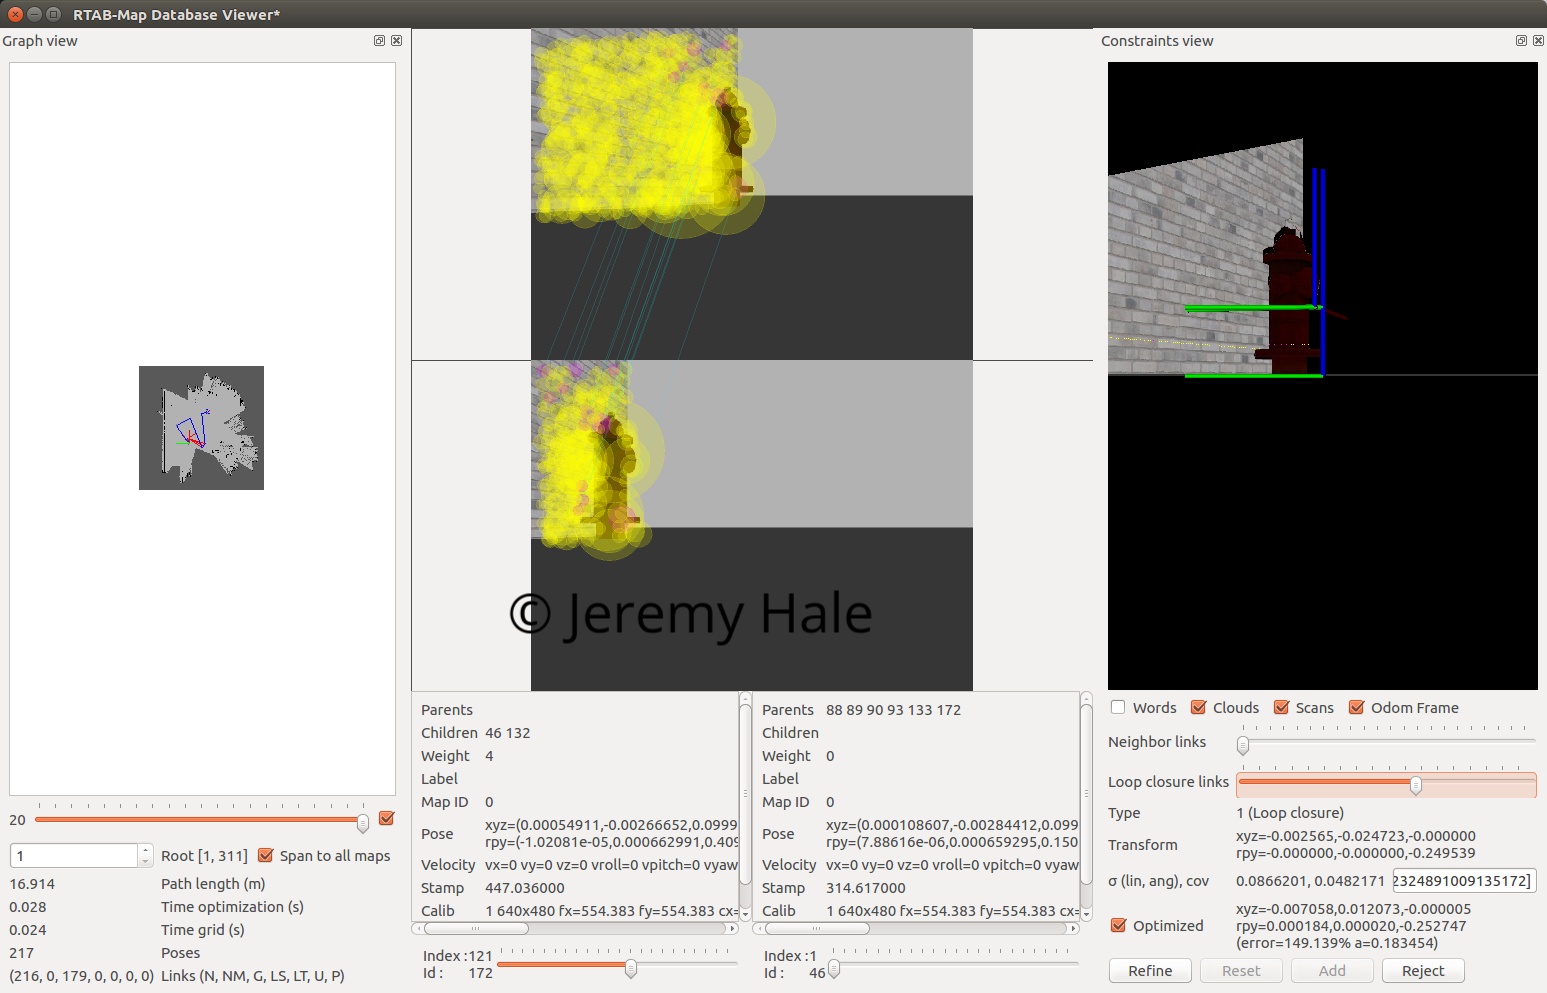 RTAB-Map Database Viewer*
Graph view
20
1
Root [1, 311]
Span to all maps
16.914
Path length (m)
0.028
Time optimization (s)
0.024
Time grid (s)
217
Poses
(216, 0, 179, 0, 0, 0, 0)
Links (N, NM, G, LS, LT, U, P)
© Jeremy Hale
Parents
Children 46 132
Weight 4
Label
Map ID 0
Pose
xyz=(0.00054911,-0.00266652,0.0999
rpy=(-1.02081e-05,0.000662991,0.409
Velocity vx=0 vy=0 vz=0 vroll=0 vpitch=0 vyaw
Stamp 447.036000
Calib 1 640x480 fx=554.383 fy=554.383 cx=
Index :121
Id : 172
Parents 88 89 90 93 133 172
Children
Weight 0
Label
Map ID 0
Pose
xyz=(0.000108607,-0.00284412,0.099
rpy=(7.88616e-06,0.000659295,0.150
Velocity vx=0 vy=0 vz=0 vroll=0 vpitch=0 vyaw
Stamp 314.617000
Calib 1 640x480 fx=554.383 fy=554.383 cx=
Index :1
Id : 46
Constraints view
Words Clouds Scans Odom Frame
Neighbor links
Loop closure links
Type 1 (Loop closure)
Transform
xyz=-0.002565,-0.024723,-0.000000
rpy=-0.000000,-0.000000,-0.249539
σ (lin, ang), cov 0.0866201, 0.0482171 2324891009135172]
Optimized
xyz=-0.007058,0.012073,-0.000005
rpy=0.000184,0.000020,-0.252747
(error=149.139% a=0.183454)
Refine Reset Add Reject